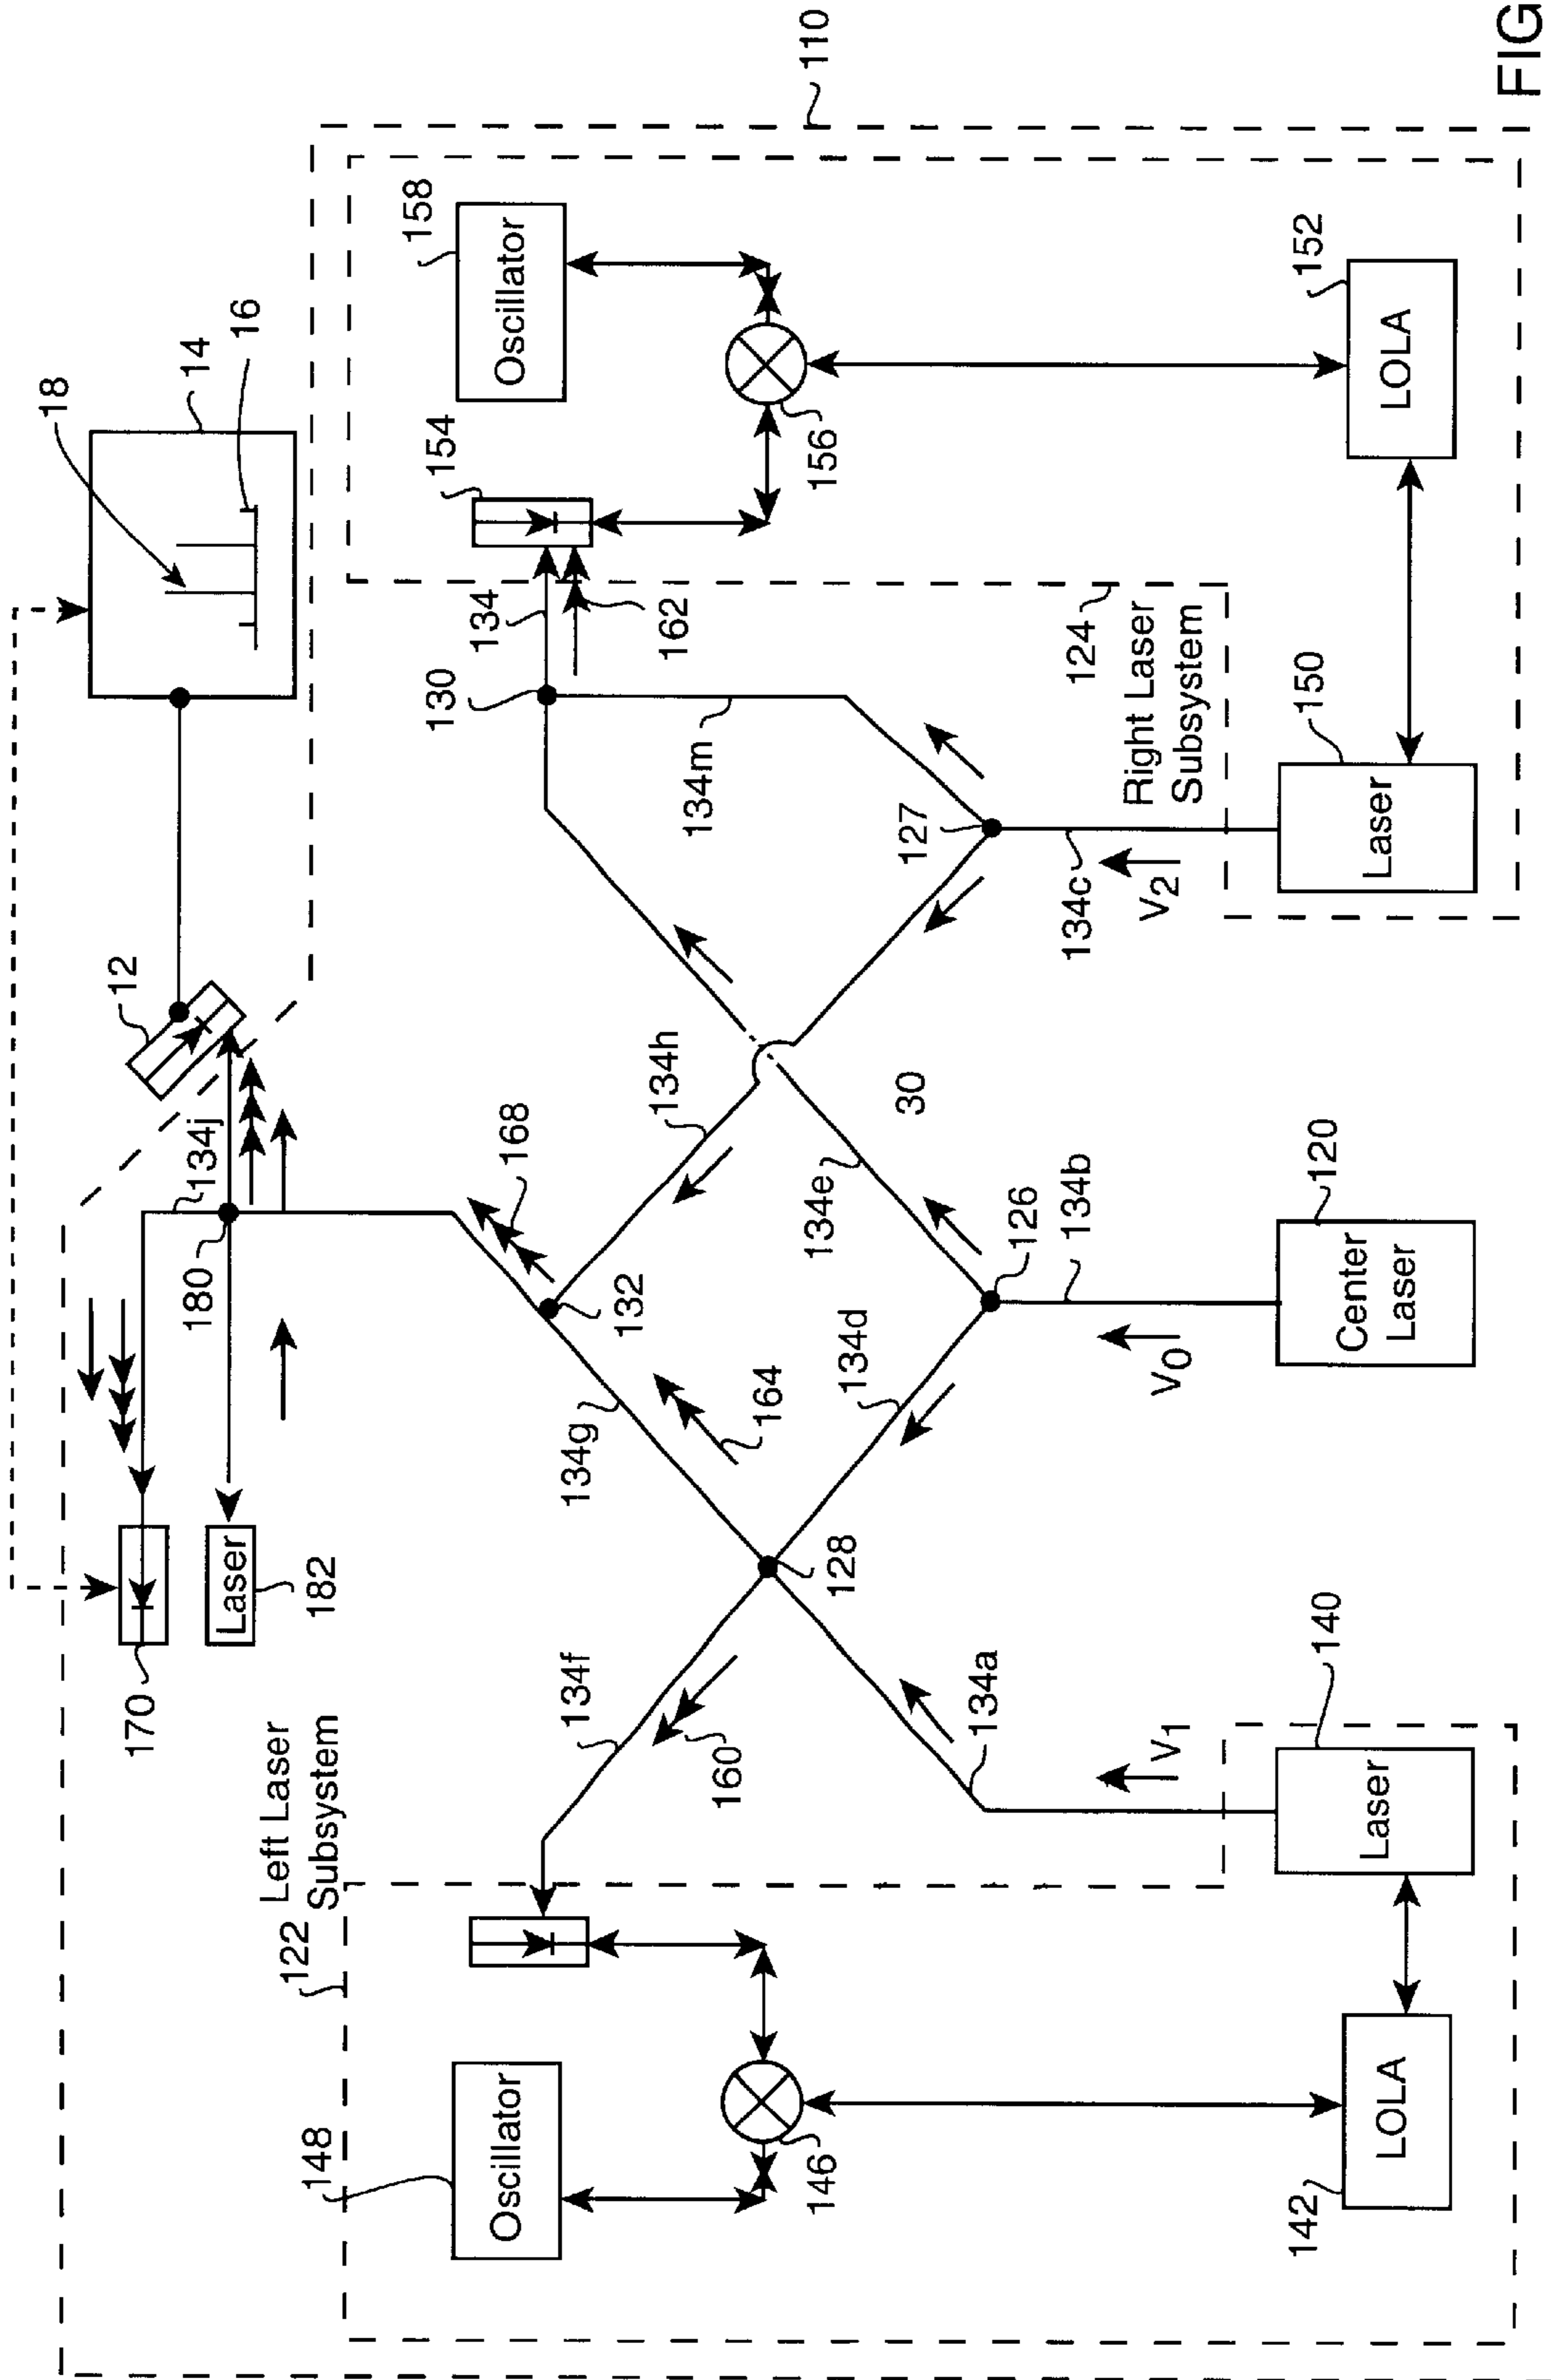 FIG
110
18
14
16
12
170
Laser
182
180
134j
168
132
134h
134g
164
134f
160
128
134d
134e
30
126
134b
V0
120
Center
Laser
130
134
162
134m
127
134c
V2
154
158
Oscillator
156
152
LOLA
150
Laser
124
Right Laser
Subsystem
Left Laser
Subsystem
122
148
Oscillator
146
142
LOLA
140
Laser
134a
V1